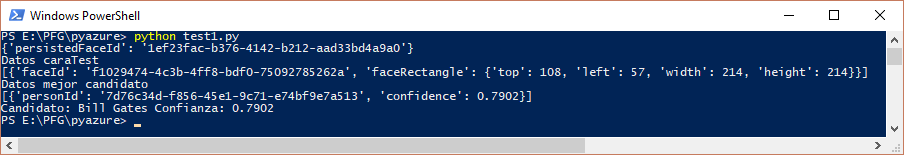 Windows PowerShell
PS E:\PFG\pyazure> python test1.py
{'persistedFaceId': '1ef23fac-b376-4142-b212-aad33bd4a9a0'}
Datos caraTest
[{'faceId': 'f1029474-4c3b-4ff8-bdf0-75092785262a', 'faceRectangle': {'top': 108, 'left': 57, 'width': 214, 'height': 214}}]
Datos mejor candidato
[{'personId': '7d76c34d-f856-45e1-9c71-e74bf9e7a513', 'confidence': 0.7902}]
Candidato: Bill Gates Confianza: 0.7902
PS E:\PFG\pyazure>